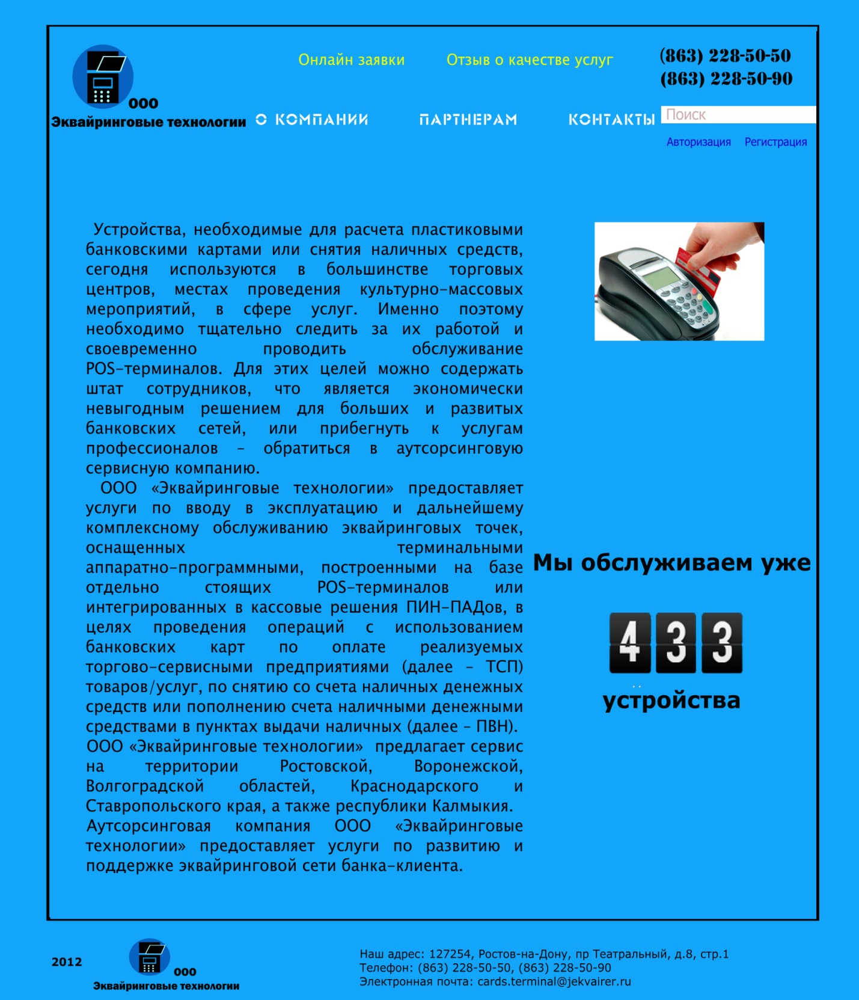 Онлайн заявки
Отзыв о качестве услуг
(863) 228-50-50
(863) 228-50-90
ООО
Эквайринговые технологии
О КОМПАНИИ
ПАРТНЕРАМ
КОНТАКТЫ
Поиск
Авторизация
Регистрация
Устройства, необходимые для расчета пластиковыми
банковскими картами или снятия наличных средств,
сегодня используются в большинстве торговых
центров, местах проведения культурно-массовых
мероприятий, в сфере услуг. Именно поэтому
необходимо тщательно следить за их работой и
своевременно проводить обслуживание
POS-терминалов. Для этих целей можно содержать
штат сотрудников, что является экономически
невыгодным решением для больших и развитых
банковских сетей, или прибегнуть к услугам
профессионалов – обратиться в аутсорсинговую
сервисную компанию.
ООО «Эквайринговые технологии» предоставляет
услуги по вводу в эксплуатацию и дальнейшему
комплексному обслуживанию эквайринговых точек,
оснащенных терминальными
аппаратно-программными, построенными на базе
отдельно стоящих POS-терминалов или
интегрированных в кассовые решения ПИН-ПАДов, в
целях проведения операций с использованием
банковских карт по оплате реализуемых
торгово-сервисными предприятиями (далее – ТСП)
товаров/услуг, по снятию со счета наличных денежных
средств или пополнению счета наличными денежными
средствами в пунктах выдачи наличных (далее – ПВН).
ООО «Эквайринговые технологии» предлагает сервис
на территории Ростовской, Воронежской,
Волгоградской областей, Краснодарского и
Ставропольского края, а также республики Калмыкия.
Аутсорсинговая компания ООО «Эквайринговые
технологии» предоставляет услуги по развитию и
поддержке эквайринговой сети банка-клиента.
Мы обслуживаем уже
433
устройства
2012
ООО
Эквайринговые технологии
Наш адрес: 127254, Ростов-на-Дону, пр Театральный, д.8, стр.1
Телефон: (863) 228-50-50, (863) 228-50-90
Электронная почта: cards.terminal@jekvairer.ru